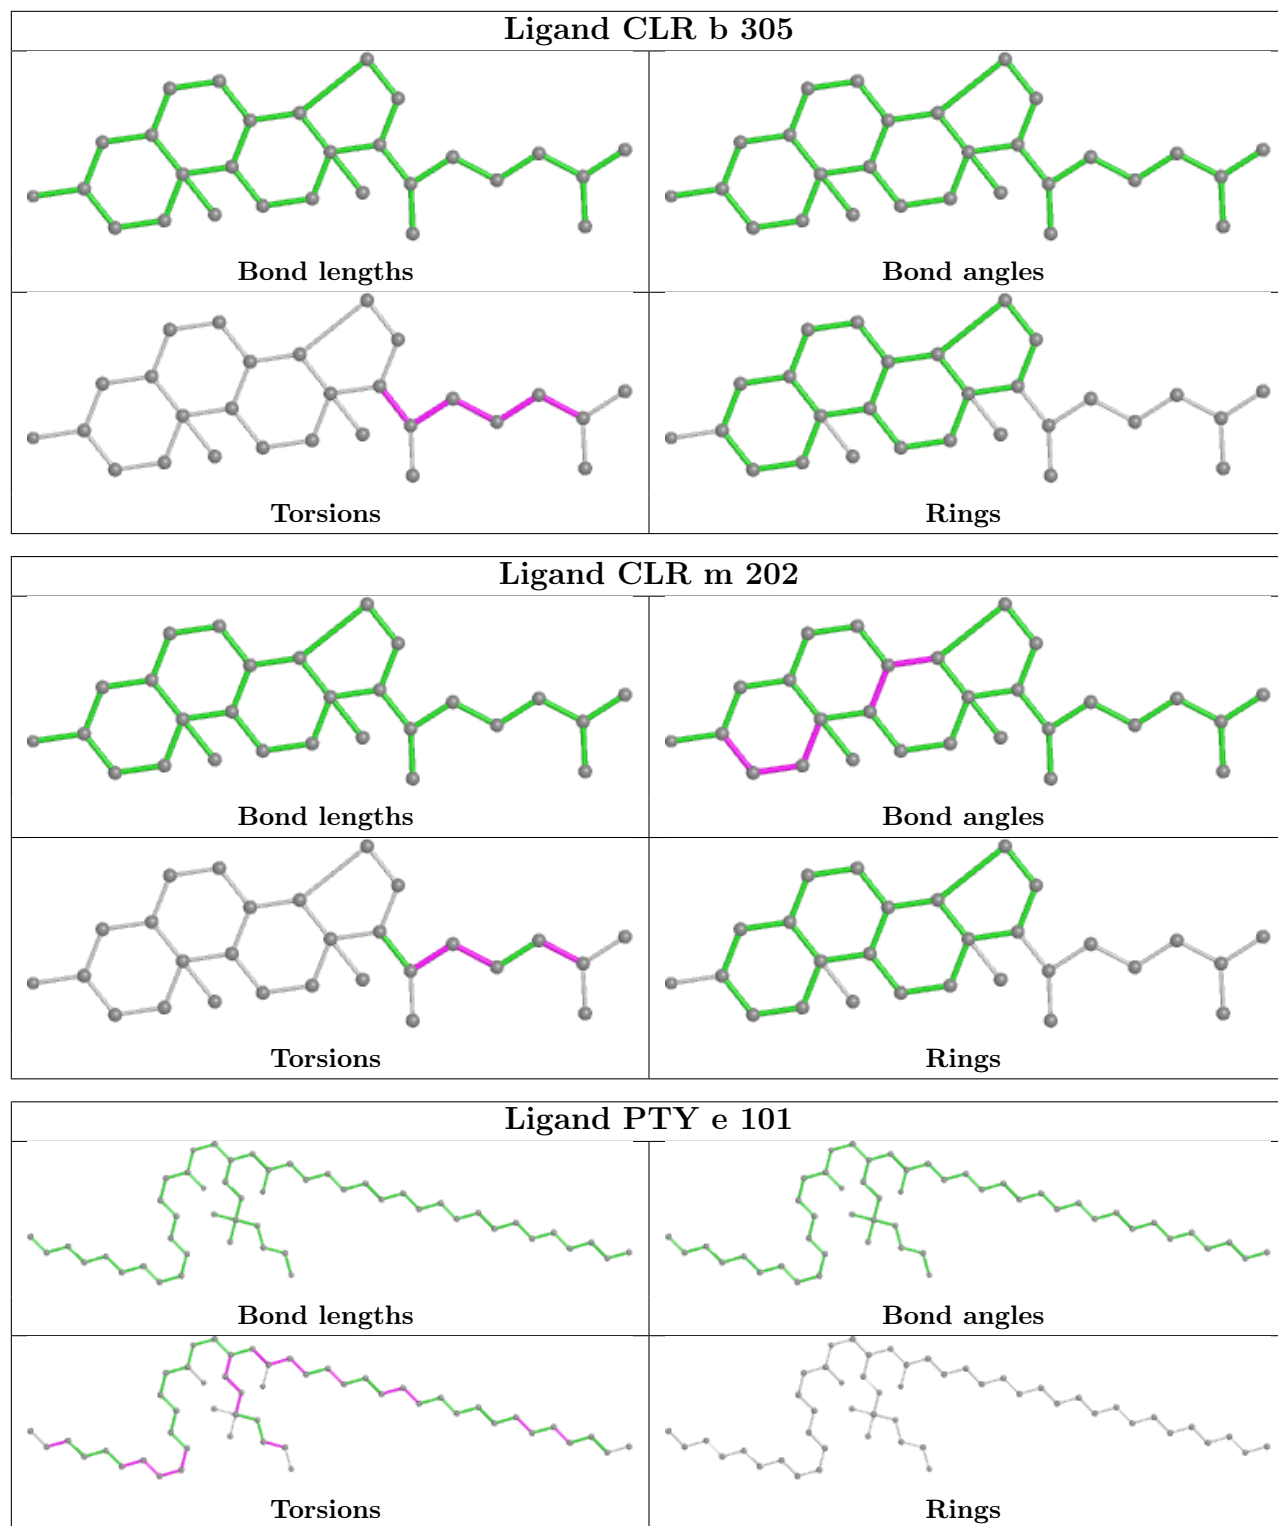 Ligand CLR b 305
Bond lengths
Bond angles
Torsions
Rings
Ligand CLR m 202
Bond lengths
Bond angles
Torsions
Rings
Ligand PTY e 101
Bond lengths
Bond angles
Torsions
Rings